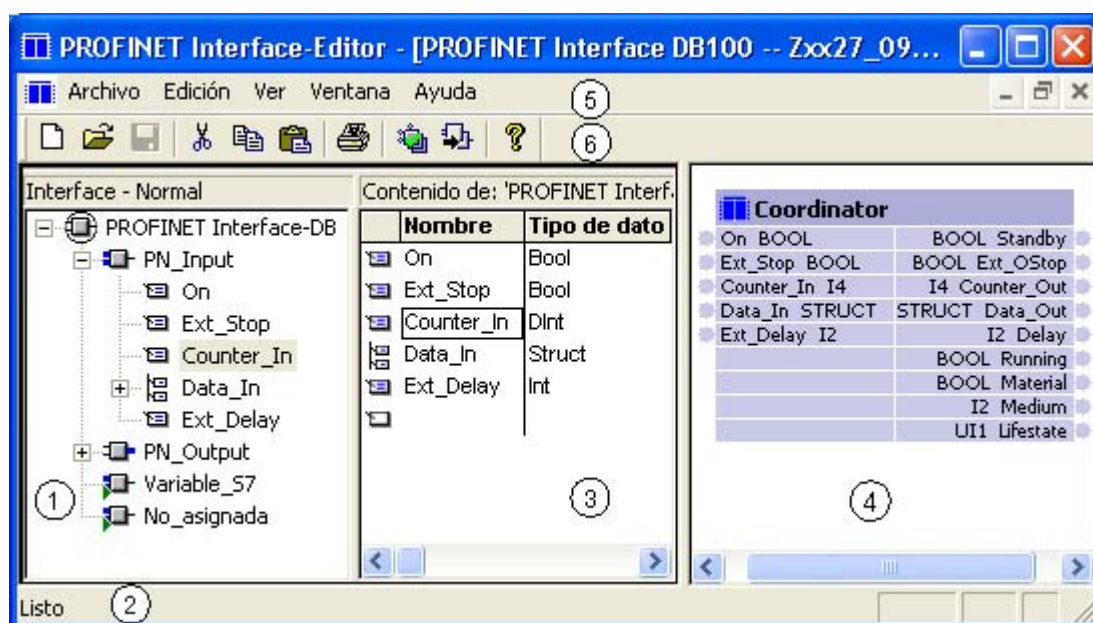 PROFINET Interface-Editor - [PROFINET Interface DB100 -- Zxx27_09...
Archivo Edición Ver Ventana Ayuda
5
6
Interface - Normal
PROFINET Interface-DB
PN_Input
On
Ext_Stop
Counter_In
Data_In
Ext_Delay
PN_Output
Variable_S7
No_asignada
1
Contenido de: 'PROFINET Interf
Nombre Tipo de dato
On Bool
Ext_Stop Bool
Counter_In DInt
Data_In Struct
Ext_Delay Int
3
Coordinator
On BOOL BOOL Standby
Ext_Stop BOOL BOOL Ext_OStop
Counter_In I4 I4 Counter_Out
Data_In STRUCT STRUCT Data_Out
Ext_Delay I2 I2 Delay
BOOL Running
BOOL Material
I2 Medium
UI1 Lifestate
4
Listo
2